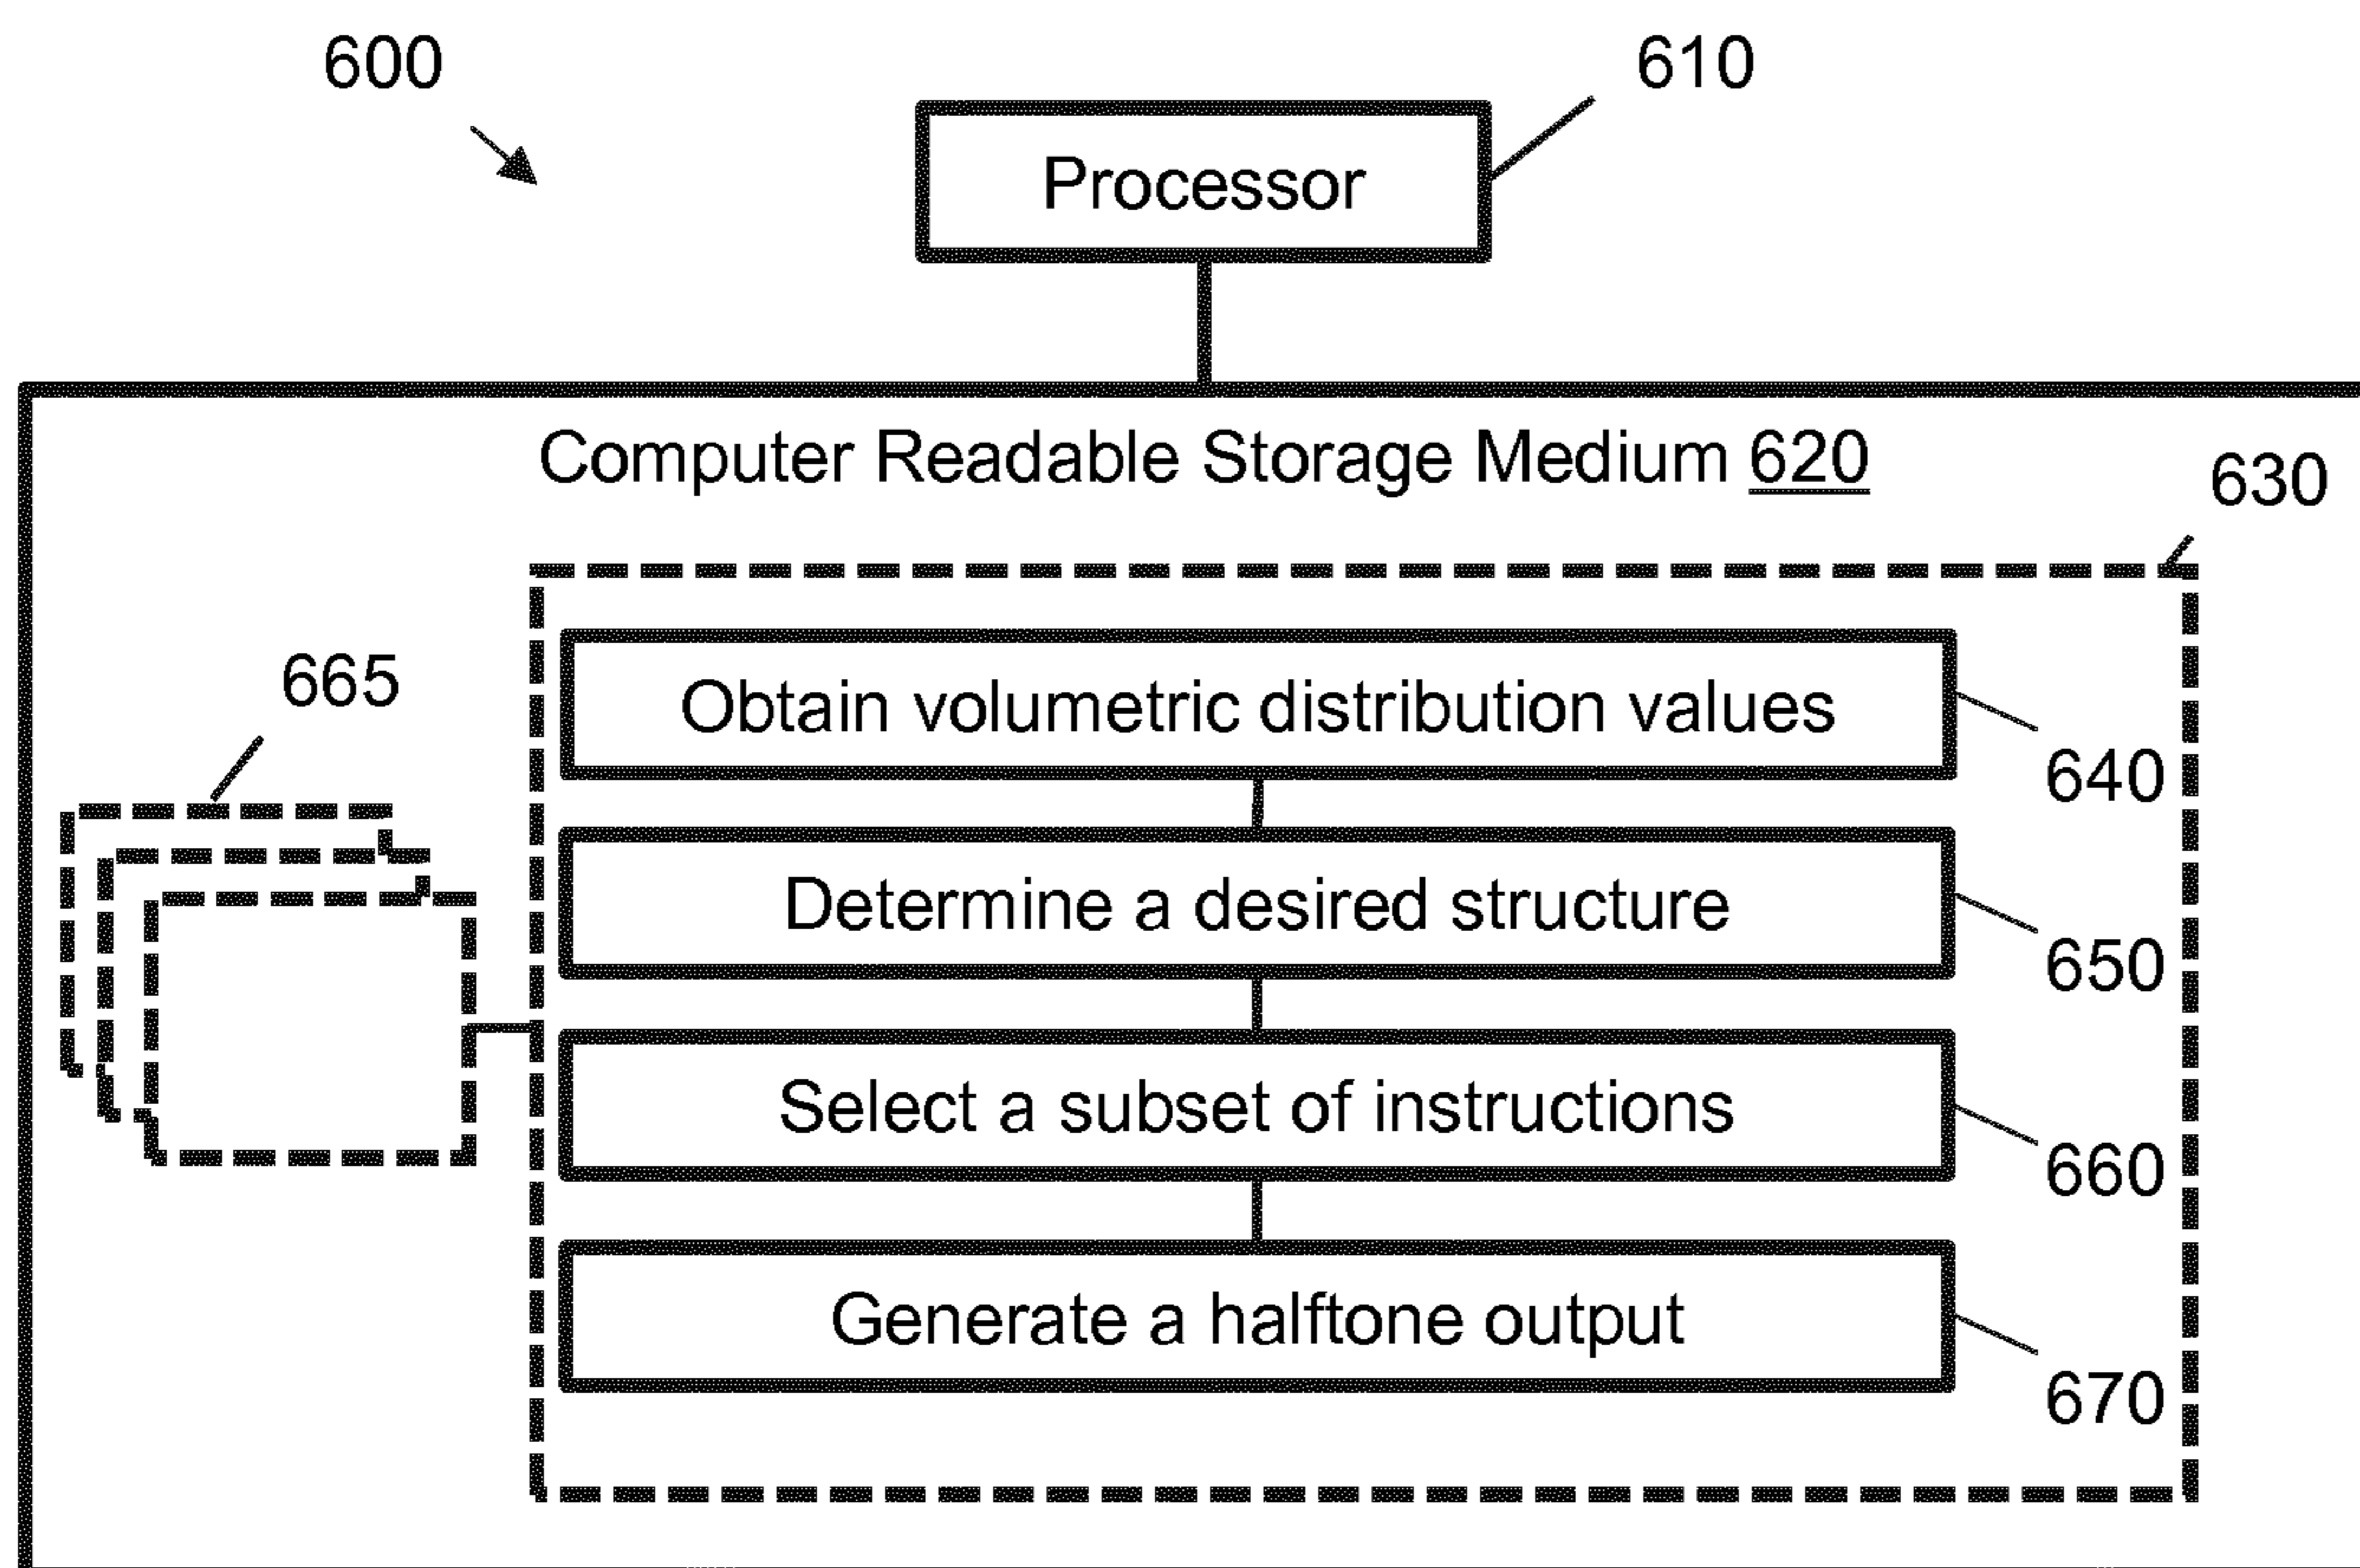 600
610
Processor
Computer Readable Storage Medium 620
630
665
Obtain volumetric distribution values
640
Determine a desired structure
650
Select a subset of instructions
660
Generate a halftone output
670